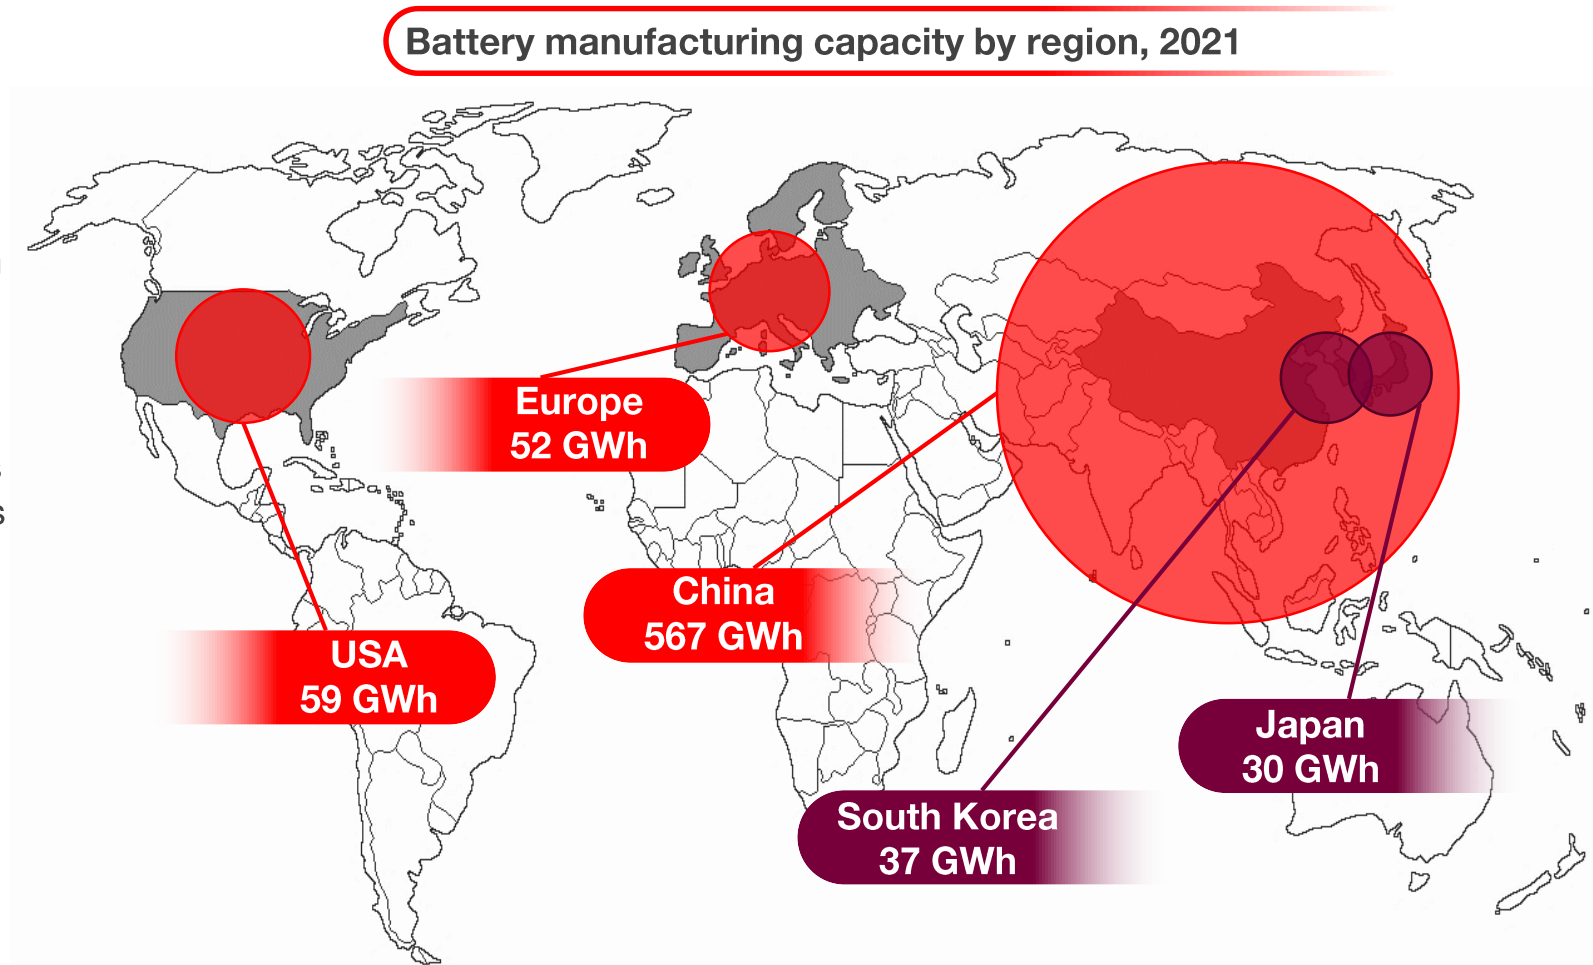 Battery manufacturing capacity by region, 2021
Europe
52 GWh
China
567 GWh
USA
59 GWh
Japan
30 GWh
South Korea
37 GWh